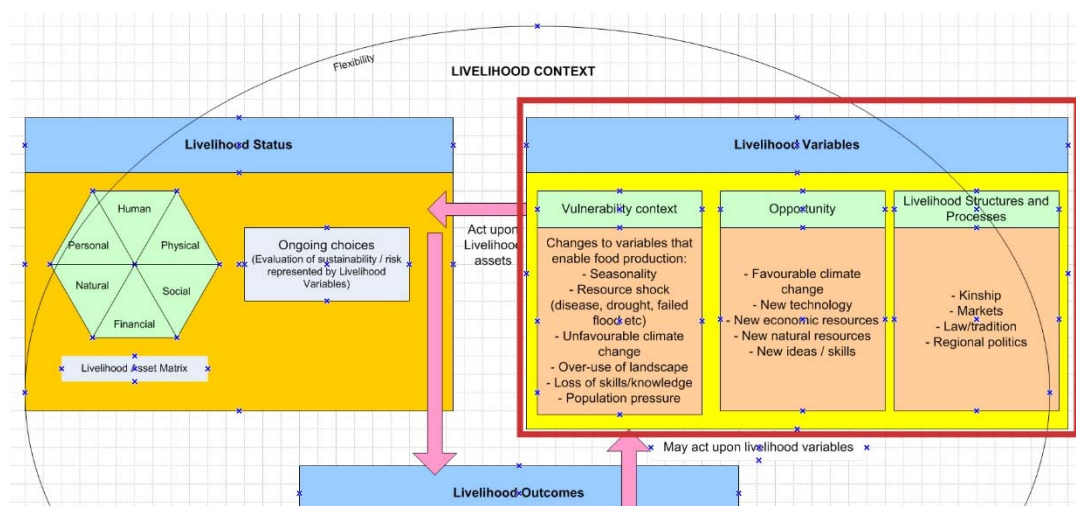 Flexibility
LIVELIHOOD CONTEXT
Livelihood Status
Human
Personal
Physical
Natural
Social
Financial
Livelihood Asset Matrix
Ongoing choices
(Evaluation of sustainability / risk
represented by Livelihood
Variables)
Act upon
Livelihood
assets
Livelihood Variables
Vulnerability context
Changes to variables that
enable food production:
- Seasonality
- Resource shock
(disease, drought, failed
flood etc)
- Unfavourable climate
change
- Over-use of landscape
- Loss of skills/knowledge
- Population pressure
Opportunity
- Favourable climate
change
- New technology
- New economic resources
- New natural resources
- New ideas / skills
Livelihood Structures and
Processes
- Kinship
- Markets
- Law/tradition
- Regional politics
May act upon livelihood variables
Livelihood Outcomes